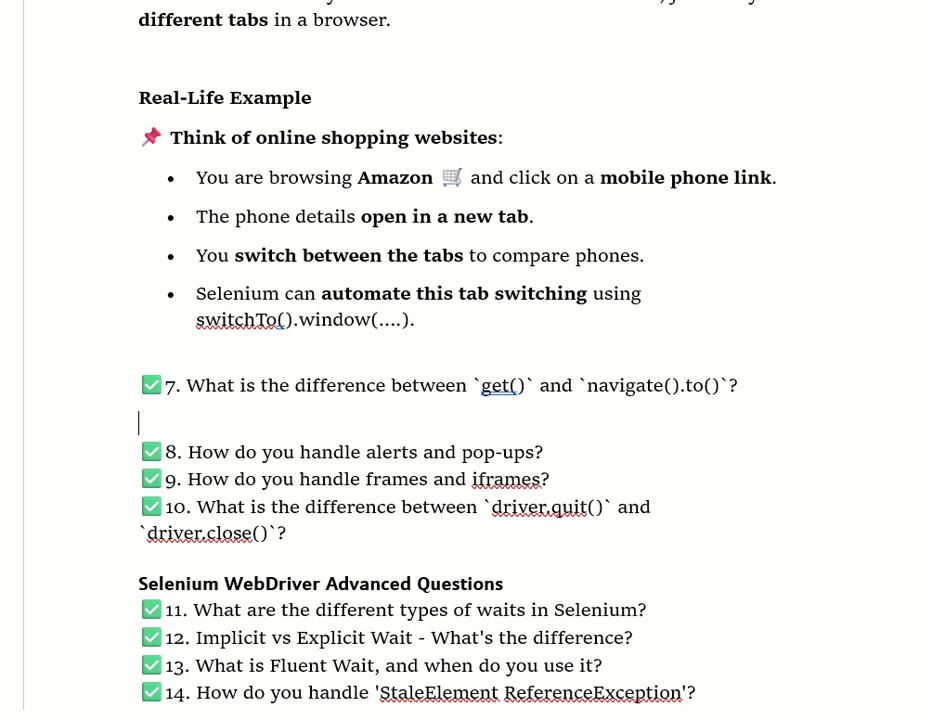 different tabs in a browser.
Real-Life Example
📌 Think of online shopping websites:
• You are browsing Amazon 🛒 and click on a mobile phone link.
• The phone details open in a new tab.
• You switch between the tabs to compare phones.
• Selenium can automate this tab switching using
switchTo().window(....).
✅7. What is the difference between `get()` and `navigate().to()`?
✅8. How do you handle alerts and pop-ups?
✅9. How do you handle frames and iframes?
✅10. What is the difference between `driver.quit()` and
`driver.close()`?
Selenium WebDriver Advanced Questions
✅11. What are the different types of waits in Selenium?
✅12. Implicit vs Explicit Wait - What's the difference?
✅13. What is Fluent Wait, and when do you use it?
✅14. How do you handle 'StaleElement ReferenceException'?